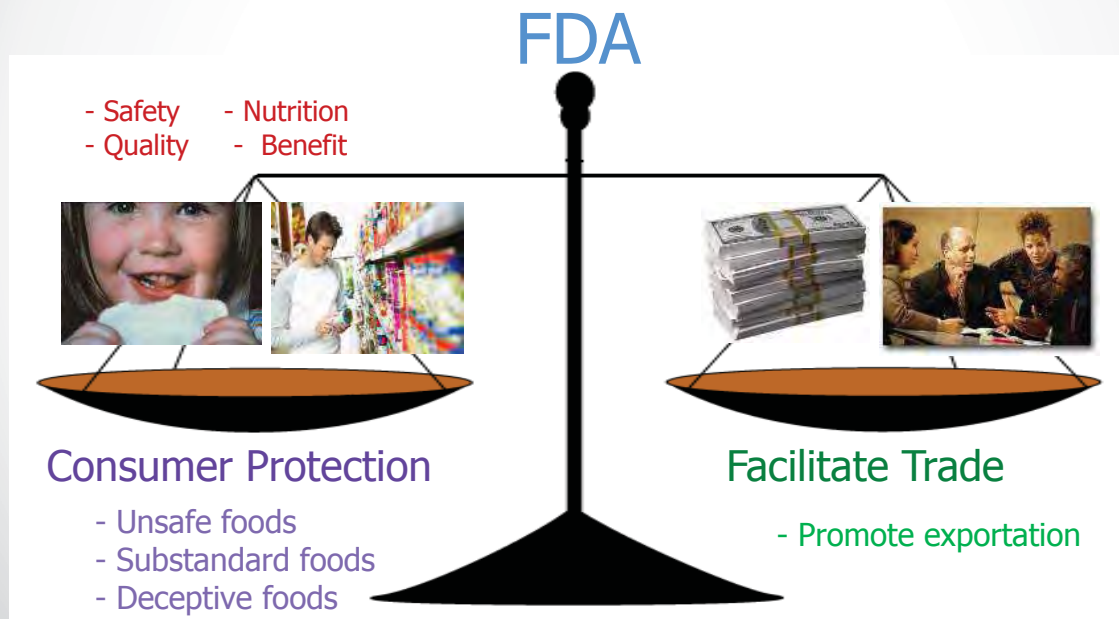 FDA
- Safety - Nutrition
- Quality - Benefit
Consumer Protection
- Unsafe foods
- Substandard foods
- Deceptive foods
Facilitate Trade
- Promote exportation